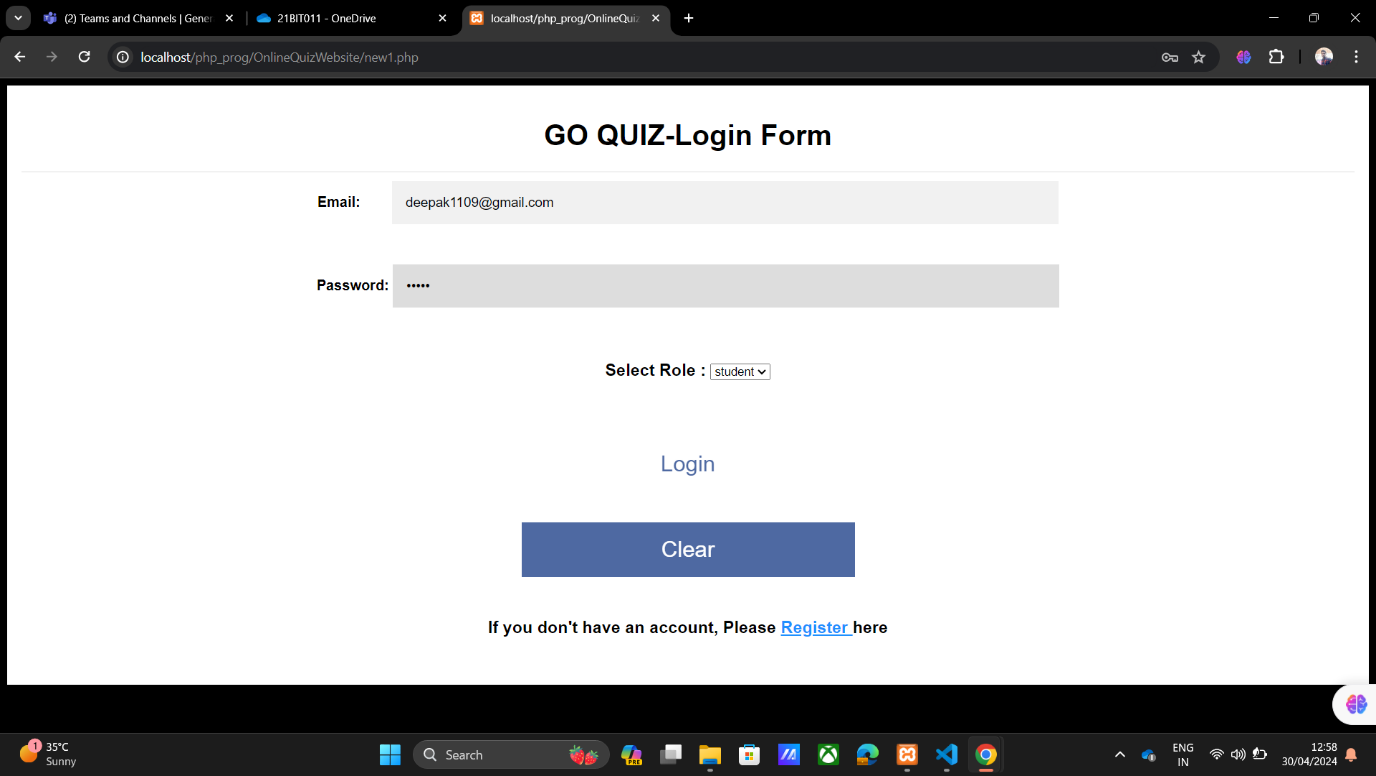 (2) Teams and Channels | Gener
21BIT011 - OneDrive
localhost/php_prog/OnlineQuiz
localhost/php_prog/OnlineQuizWebsite/new1.php
GO QUIZ-Login Form
Email: deepak1109@gmail.com
Password: •••••
Select Role : student
Login
Clear
If you don't have an account, Please Register here
1
35°C
Sunny
Search
PRE
ENG
IN
12:58
30/04/2024